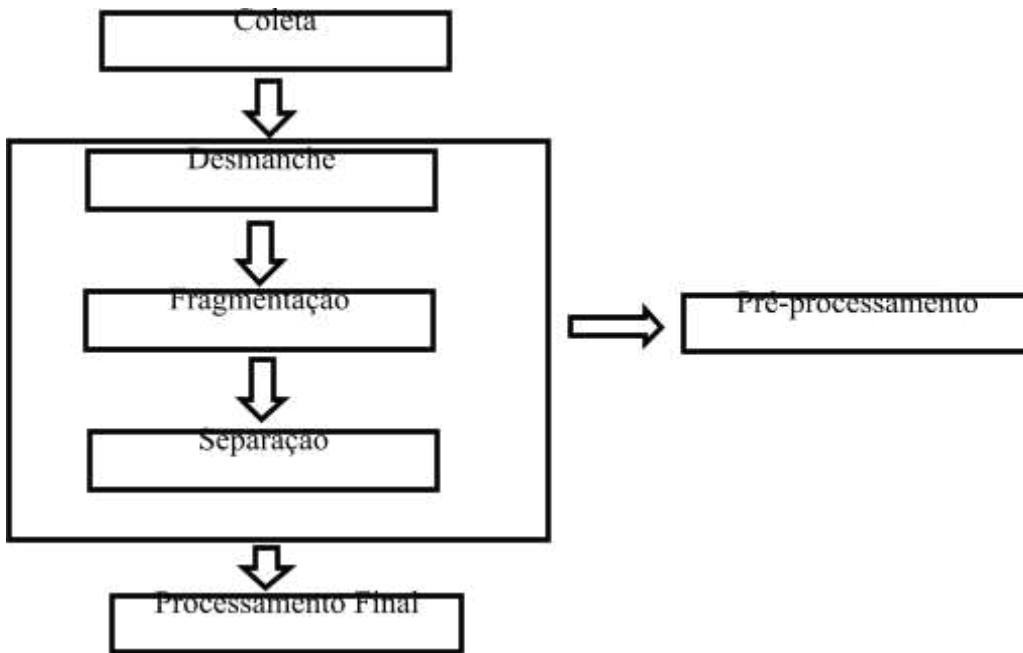 Coleta
Desmanche
Fragmentação
Pré-processamento
Separação
Processamento Final